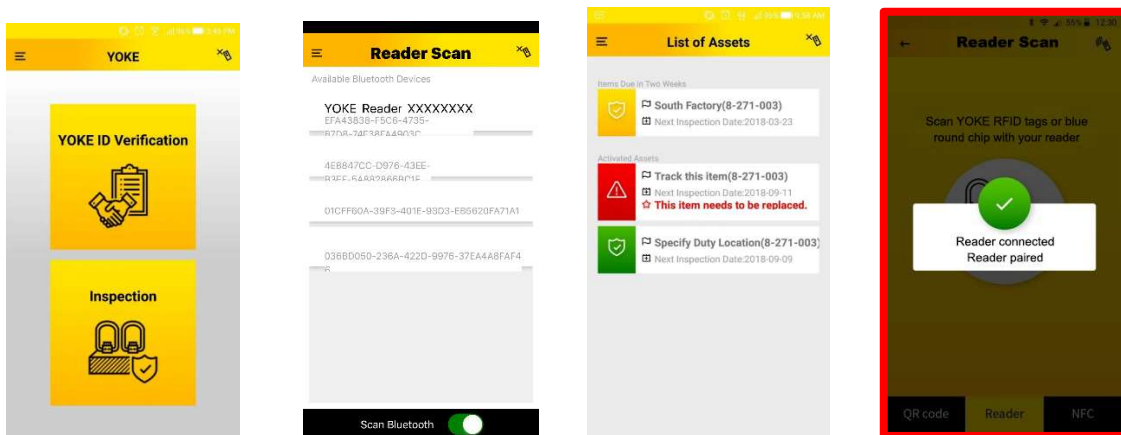 YOKE
YOKE ID Verification
Inspection
Reader Scan
Available Bluetooth Devices
YOKE Reader XXXXXXXX
EFA43838-F5C6-4735-
4EB847CC-D976-43EE-
01CFF60A-39F3-401E-93D3-EB5620FA71A1
036BD050-236A-422D-9976-37EA4A8FAF4
Scan Bluetooth
List of Assets
Items Due in Two Weeks
South Factory(8-271-003)
Next Inspection Date:2018-03-23
Activated Assets
Track this item(8-271-003)
Next Inspection Date:2018-09-11
This item needs to be replaced.
Specify Duty Location(8-271-003)
Next Inspection Date:2018-09-09
55% 12:30
Reader Scan
Scan YOKE RFID tags or blue
round chip with your reader
Reader connected
Reader paired
QR code
Reader
NFC